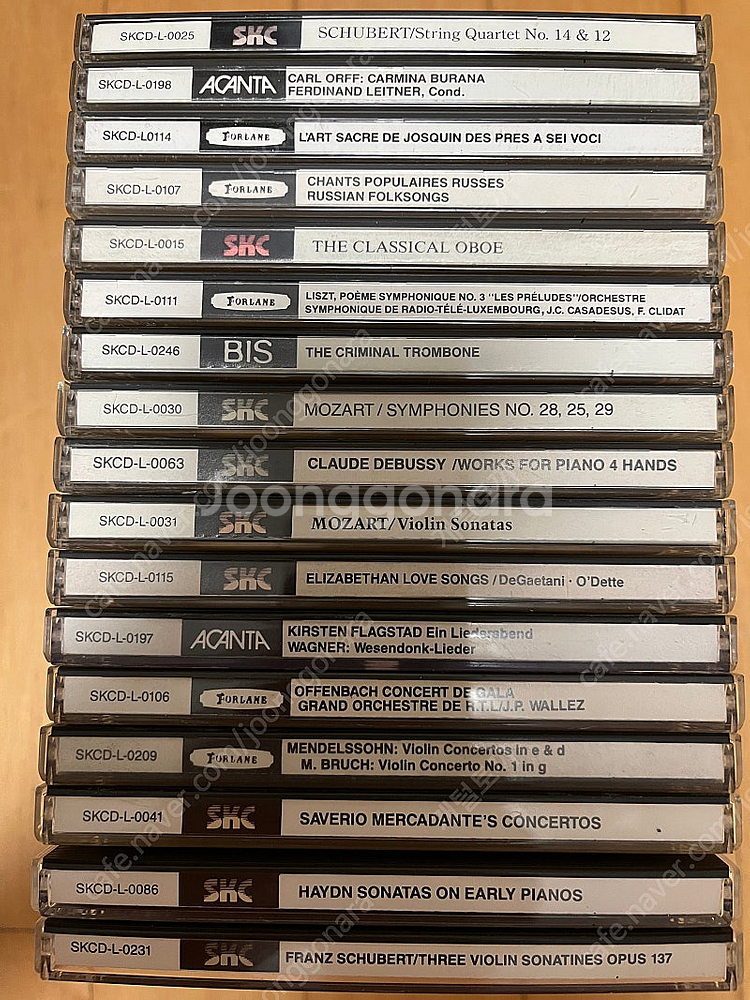 SKCD-L-0025 SKC SCHUBERT/String Quartet No. 14 & 12
SKCD-L-0198 ACANTA CARL ORFF: CARMINA BURANA
FERDINAND LEITNER, Cond.
SKCD-L0114 FORLANE L'ART SACRE DE JOSQUIN DES PRES A SEI VOCI
SKCD-L-0107 FORLANE CHANTS POPULAIRES RUSSES
RUSSIAN FOLKSONGS
SKCD-L-0015 SKC THE CLASSICAL OBOE
SKCD-L-0111 FORLANE LISZT, POÈME SYMPHONIQUE NO. 3 "LES PRÉLUDES"/ORCHESTRE
SYMPHONIQUE DE RADIO-TÉLÉ-LUXEMBOURG, J.C. CASADESUS, F. CLIDAT
SKCD-L-0246 BIS THE CRIMINAL TROMBONE
SKCD-L-0030 SKC MOZART/SYMPHONIES NO. 28, 25, 29
SKCD-L-0063 SKC CLAUDE DEBUSSY /WORKS FOR PIANO 4 HANDS
Joonggonara
SKCD-L-0031 SKC MOZART/Violin Sonatas
SKCD-L-0115 SKC ELIZABETHAN LOVE SONGS/DeGaetani · O'Dette
SKCD-L-0197 ACANTA KIRSTEN FLAGSTAD Ein Liederabend
WAGNER: Wesendonk-Lieder
SKCD-L-0106 FORLANE OFFENBACH CONCERT DE GALA
GRAND ORCHESTRE DE R.T.L/J.P. WALLEZ
SKCD-L-0209 FORLANE MENDELSSOHN: Violin Concertos in e & d
M. BRUCH: Violin Concerto No. 1 in g
SKCD-L-0041 SKC SAVERIO MERCADANTE'S CONCERTOS
SKCD-L-0086 SKC HAYDN SONATAS ON EARLY PIANOS
SKCD-L-0231 SKC FRANZ SCHUBERT/THREE VIOLIN SONATINES OPUS 137